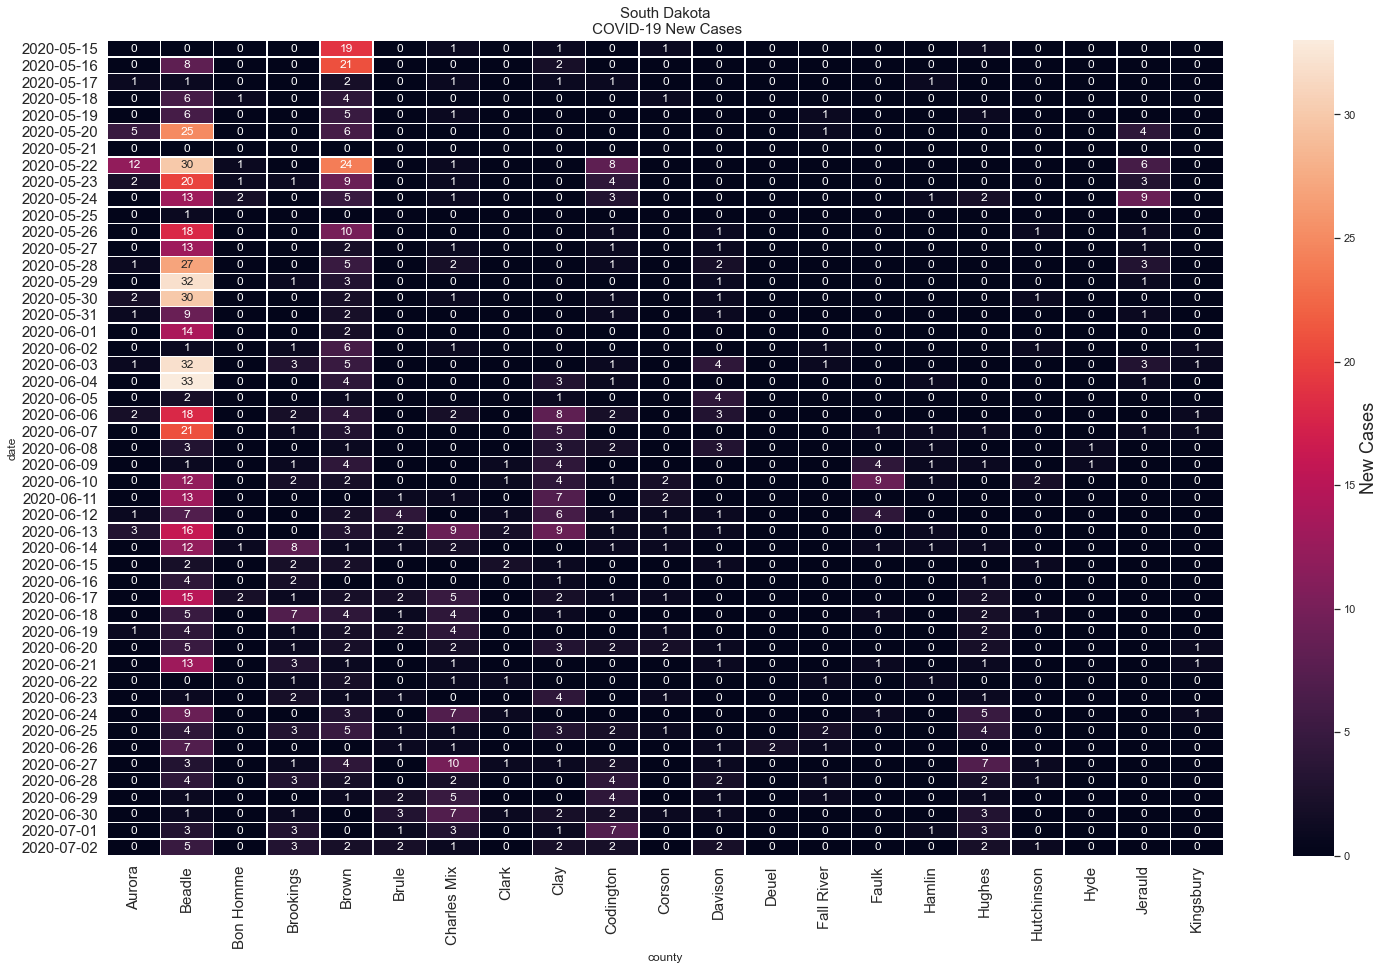 South Dakota
COVID-19 New Cases
2020-05-15 0 0 0 0 19 0 1 0 1 0 1 0 0 0 0 0 1 0 0 0 0
2020-05-16 0 8 0 0 21 0 0 0 2 0 0 0 0 0 0 0 0 0 0 0 0
2020-05-17 1 1 0 0 2 0 1 0 1 1 0 0 0 0 0 1 0 0 0 0 0
2020-05-18 0 6 1 0 4 0 0 0 0 0 1 0 0 0 0 0 0 0 0 0 0
2020-05-19 0 6 0 0 5 0 1 0 0 0 0 0 0 1 0 0 1 0 0 0 0
2020-05-20 5 25 0 0 6 0 0 0 0 0 0 0 0 1 0 0 0 0 0 4 0
2020-05-21 0 0 0 0 0 0 0 0 0 0 0 0 0 0 0 0 0 0 0 0 0
2020-05-22 12 30 1 0 24 0 1 0 0 8 0 0 0 0 0 0 0 0 0 6 0
2020-05-23 2 20 1 1 9 0 1 0 0 4 0 0 0 0 0 0 0 0 0 3 0
2020-05-24 0 13 2 0 5 0 1 0 0 3 0 0 0 0 0 1 2 0 0 9 0
2020-05-25 0 1 0 0 0 0 0 0 0 0 0 0 0 0 0 0 0 0 0 0 0
2020-05-26 0 18 0 0 10 0 0 0 0 1 0 1 0 0 0 0 0 1 0 1 0
2020-05-27 0 13 0 0 2 0 1 0 0 1 0 1 0 0 0 0 0 0 0 1 0
2020-05-28 1 27 0 0 5 0 2 0 0 1 0 2 0 0 0 0 0 0 0 3 0
2020-05-29 0 32 0 1 3 0 0 0 0 0 0 1 0 0 0 0 0 0 0 1 0
2020-05-30 2 30 0 0 2 0 1 0 0 1 0 1 0 0 0 0 0 1 0 0 0
2020-05-31 1 9 0 0 2 0 0 0 0 1 0 1 0 0 0 0 0 0 0 1 0
2020-06-01 0 14 0 0 2 0 0 0 0 0 0 0 0 0 0 0 0 0 0 0 0
2020-06-02 0 1 0 1 6 0 1 0 0 0 0 0 0 1 0 0 0 1 0 0 1
2020-06-03 1 32 0 3 5 0 0 0 0 1 0 4 0 1 0 0 0 0 0 3 1
2020-06-04 0 33 0 0 4 0 0 0 3 1 0 0 0 0 0 1 0 0 0 1 0
2020-06-05 0 2 0 0 1 0 0 0 1 0 0 4 0 0 0 0 0 0 0 0 0
2020-06-06 2 18 0 2 4 0 2 0 8 2 0 3 0 0 0 0 0 0 0 0 1
2020-06-07 0 21 0 1 3 0 0 0 5 0 0 0 0 0 1 1 1 0 0 1 1
2020-06-08 0 3 0 0 1 0 0 0 3 2 0 3 0 0 0 1 0 0 1 0 0
2020-06-09 0 1 0 1 4 0 0 1 4 0 0 0 0 0 4 1 1 0 1 0 0
2020-06-10 0 12 0 2 2 0 0 1 4 1 2 0 0 0 9 1 0 2 0 0 0
2020-06-11 0 13 0 0 0 1 1 0 7 0 2 0 0 0 0 0 0 0 0 0 0
2020-06-12 1 7 0 0 2 4 0 1 6 1 1 1 0 0 4 0 0 0 0 0 0
2020-06-13 3 16 0 0 3 2 9 2 9 1 1 1 0 0 0 1 0 0 0 0 0
2020-06-14 0 12 1 8 1 1 2 0 0 1 1 0 0 0 1 1 1 0 0 0 0
2020-06-15 0 2 0 2 2 0 0 2 1 0 0 1 0 0 0 0 0 1 0 0 0
2020-06-16 0 4 0 2 0 0 0 0 1 0 0 0 0 0 0 0 1 0 0 0 0
2020-06-17 0 15 2 1 2 2 5 0 2 1 1 0 0 0 0 0 2 0 0 0 0
2020-06-18 0 5 0 7 4 1 4 0 1 0 0 0 0 0 1 0 2 1 0 0 0
2020-06-19 1 4 0 1 2 2 4 0 0 0 1 0 0 0 0 0 2 0 0 0 0
2020-06-20 0 5 0 1 2 0 2 0 3 2 2 1 0 0 0 0 2 0 0 0 1
2020-06-21 0 13 0 3 1 0 1 0 0 0 0 1 0 0 1 0 1 0 0 0 1
2020-06-22 0 0 0 1 2 0 1 1 0 0 0 0 0 1 0 1 0 0 0 0 0
2020-06-23 0 1 0 2 1 1 0 0 4 0 1 0 0 0 0 0 1 0 0 0 0
2020-06-24 0 9 0 0 3 0 7 1 0 0 0 0 0 0 1 0 5 0 0 0 1
2020-06-25 0 4 0 3 5 1 1 0 3 2 1 0 0 2 0 0 4 0 0 0 0
2020-06-26 0 7 0 0 0 1 1 0 0 0 0 1 2 1 0 0 0 0 0 0 0
2020-06-27 0 3 0 1 4 0 10 1 1 2 0 1 0 0 0 0 7 1 0 0 0
2020-06-28 0 4 0 3 2 0 2 0 0 4 0 2 0 1 0 0 2 1 0 0 0
2020-06-29 0 1 0 0 1 2 5 0 0 4 0 1 0 1 0 0 1 0 0 0 0
2020-06-30 0 1 0 1 0 3 7 1 2 2 1 1 0 0 0 0 3 0 0 0 0
2020-07-01 0 3 0 3 0 1 3 0 1 7 0 0 0 0 0 1 3 0 0 0 0
2020-07-02 0 5 0 3 2 2 1 0 2 2 0 2 0 0 0 0 2 1 0 0 0
date
Aurora Beadle Bon Homme Brookings Brown Brule Charles Mix Clark Clay Codington Corson Davison Deuel Fall River Faulk Hamlin Hughes Hutchinson Hyde Jerauld Kingsbury
county
30
25
20
15
10
5
0
New Cases